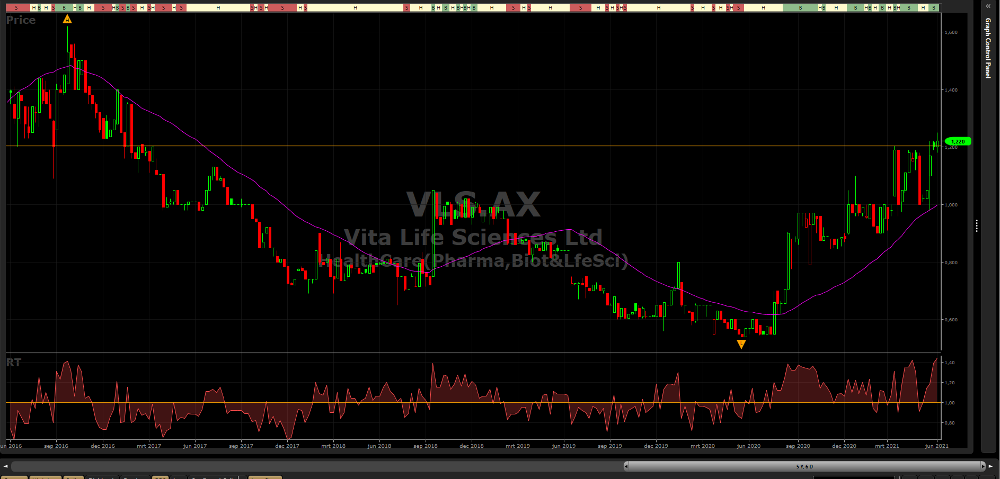 S H B H S B H B H S H B S B S H S H S H S H S H S H S H S H S H B H B H B H B H B H S H S H S H S H S H S H S H S H S H S H B H B H B H B H B H B H B H B
Price
H
1,600
1,400
1,220
1,200
VLS.AX
1,000
Vita Life Sciences Ltd
HealthCare(Pharma,Biot&LfeSci)
0,800
0,600
L
RT
1,40
1,20
1,00
0,80
un 2016 sep 2016 dec 2016 mrt 2017 jun 2017 sep 2017 dec 2017 mrt 2018 jun 2018 sep 2018 dec 2018 mrt 2019 jun 2019 sep 2019 dec 2019 mrt 2020 jun 2020 sep 2020 dec 2020 mrt 2021 jun 2021
5 Y, 6 D
Graph Control Panel